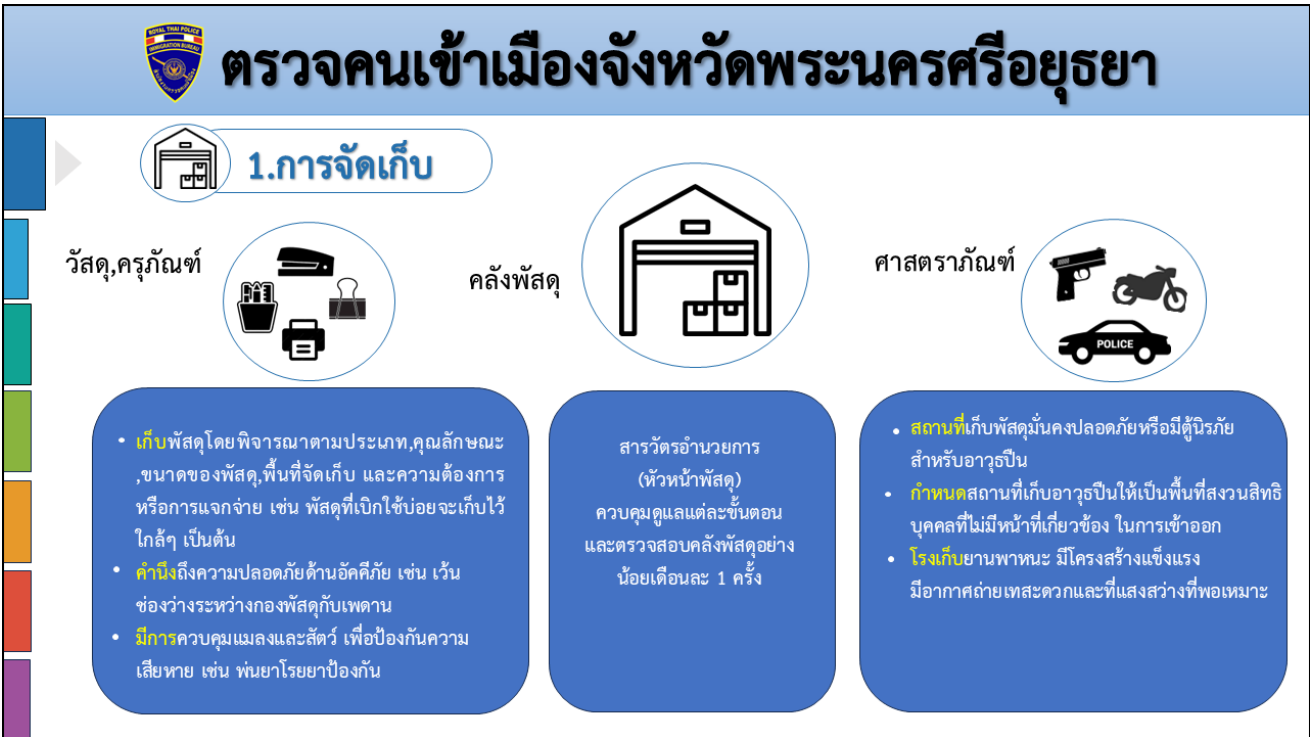 ROYAL THAI POLICE
IMMIGRATION BUREAU
ตรวจคนเข้าเมืองจังหวัดพระนครศรีอยุธยา
1.การจัดเก็บ
วัสดุ,ครุภัณฑ์
คลังพัสดุ
ศาสตราภัณฑ์
POLICE
• เก็บพัสดุโดยพิจารณาตามประเภท,คุณลักษณะ
,ขนาดของพัสดุ,พื้นที่จัดเก็บ และความต้องการ
หรือการแจกจ่าย เช่น พัสดุที่เบิกใช้บ่อยจะเก็บไว้
ใกล้ๆ เป็นต้น
• คำนึงถึงความปลอดภัยด้านอัคคีภัย เช่น เว้น
ช่องว่างระหว่างกองพัสดุกับเพดาน
• มีการควบคุมแมลงและสัตว์ เพื่อป้องกันความ
เสียหาย เช่น พ่นยาโรยยาป้องกัน
สารวัตรอำนวยการ
(หัวหน้าพัสดุ)
ควบคุมดูแลแต่ละขั้นตอน
และตรวจสอบคลังพัสดุอย่าง
น้อยเดือนละ 1 ครั้ง
• สถานที่เก็บพัสดุมั่นคงปลอดภัยหรือมีตู้นิรภัย
สำหรับอาวุธปืน
• กำหนดสถานที่เก็บอาวุธปืนให้เป็นพื้นที่สงวนสิทธิ
บุคคลที่ไม่มีหน้าที่เกี่ยวข้อง ในการเข้าออก
• โรงเก็บยานพาหนะ มีโครงสร้างแข็งแรง
มีอากาศถ่ายเทสะดวกและที่แสงสว่างที่พอเหมาะ